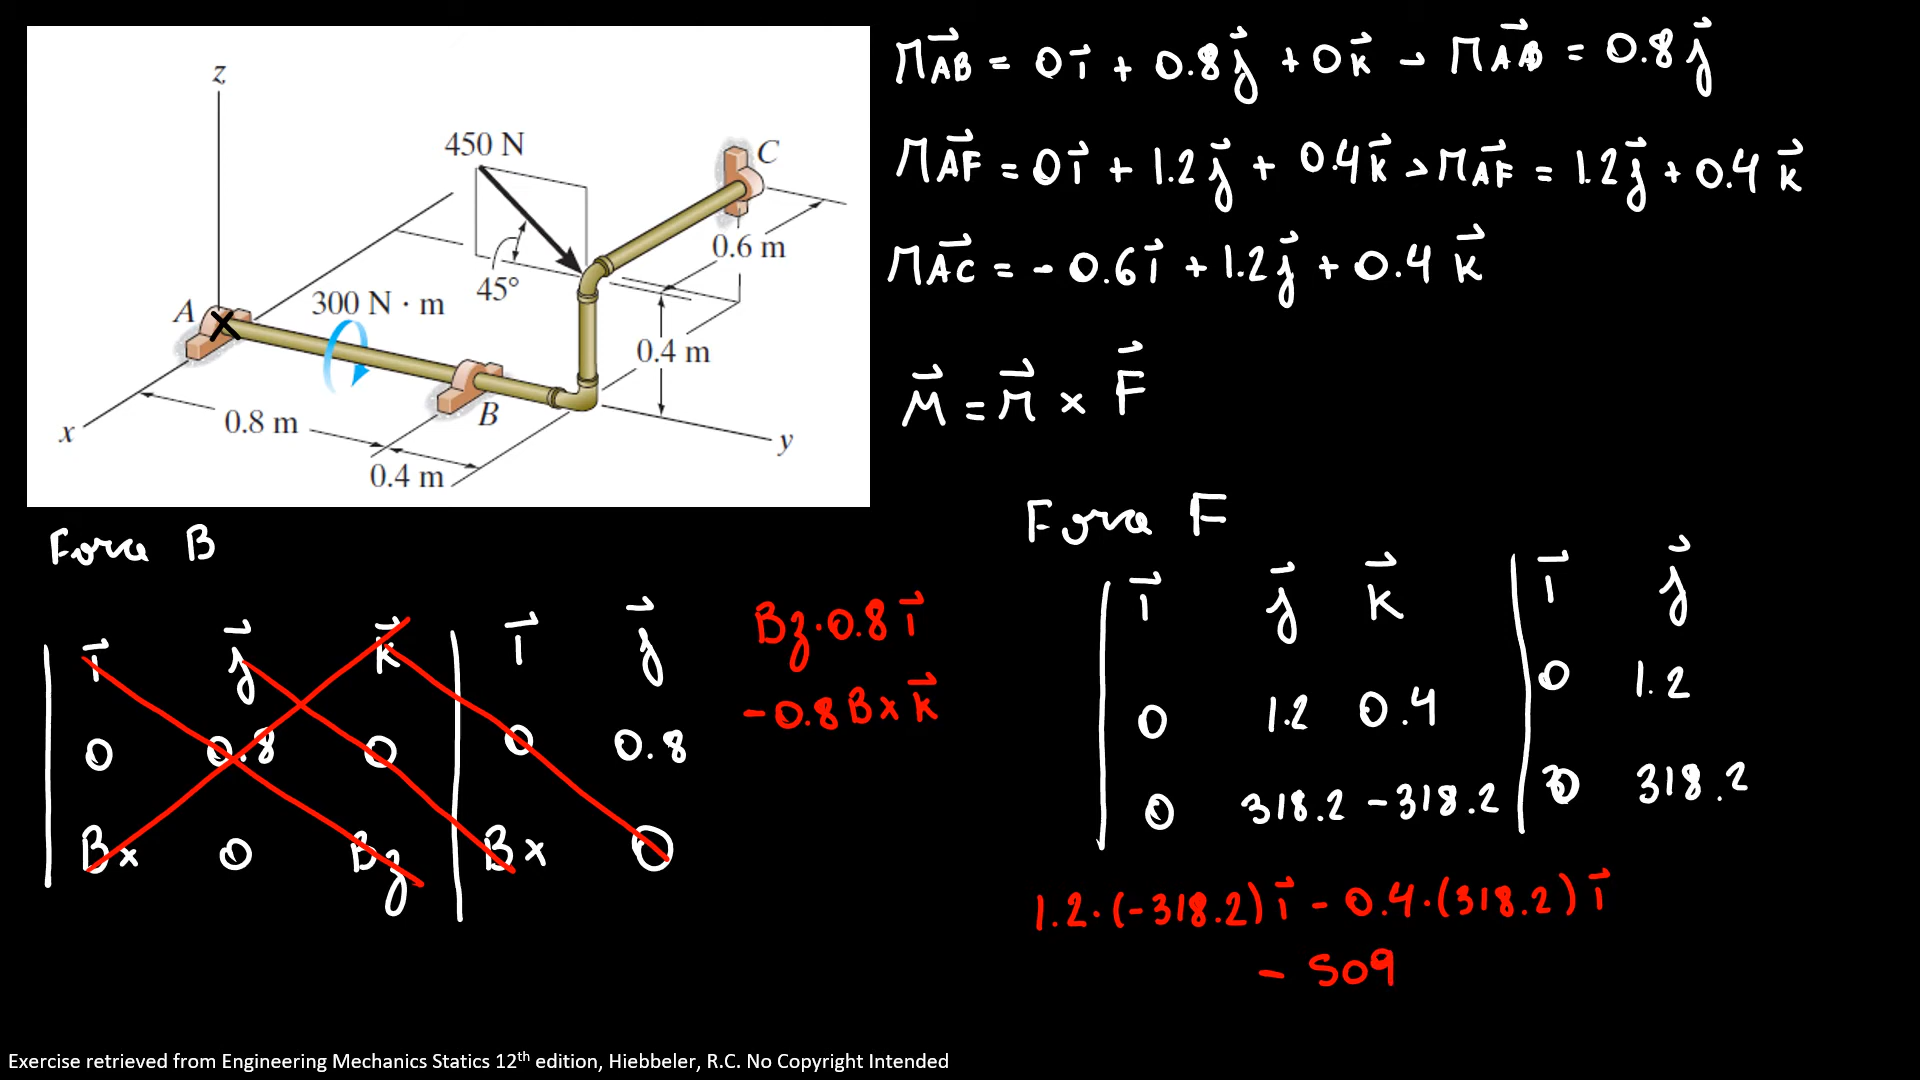 z
450 N
C
0.6 m
45°
A
300 N · m
0.4 m
B
0.8 m
x
y
0.4 m
r⃗AB = 0i⃗ + 0.8j⃗ + 0k⃗ → r⃗AB = 0.8j⃗
r⃗AF = 0i⃗ + 1.2j⃗ + 0.4k⃗ → r⃗AF = 1.2j⃗ + 0.4k⃗
r⃗AC = -0.6i⃗ + 1.2j⃗ + 0.4k⃗
M⃗ = r⃗ × F⃗
Force B
i⃗ j⃗ k⃗ | i⃗ j⃗
0 0.8 0 | 0 0.8
Bx 0 Bz | Bx 0
Bz·0.8i⃗
-0.8Bxk⃗
Force F
i⃗ j⃗ k⃗ | i⃗ j⃗
0 1.2 0.4 | 0 1.2
0 318.2 -318.2 | 0 318.2
1.2·(-318.2)i⃗ - 0.4·(318.2)i⃗
- 509
Exercise retrieved from Engineering Mechanics Statics 12th edition, Hiebbeler, R.C. No Copyright Intended